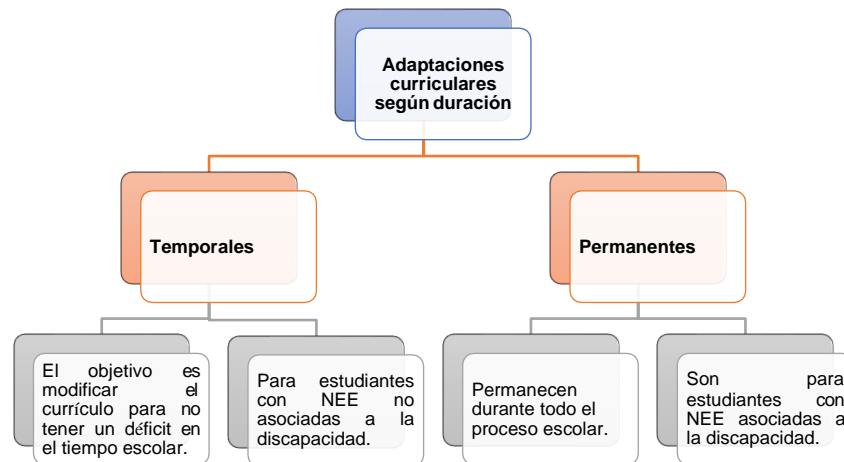 Adaptaciones
curriculares
según duración
Temporales
Permanentes
El objetivo es
modificar el
currículo para no
tener un déficit en
el tiempo escolar.
Para estudiantes
con NEE no
asociadas a la
discapacidad.
Permanecen
durante todo el
proceso escolar.
Son para
estudiantes con
NEE asociadas a
la discapacidad.